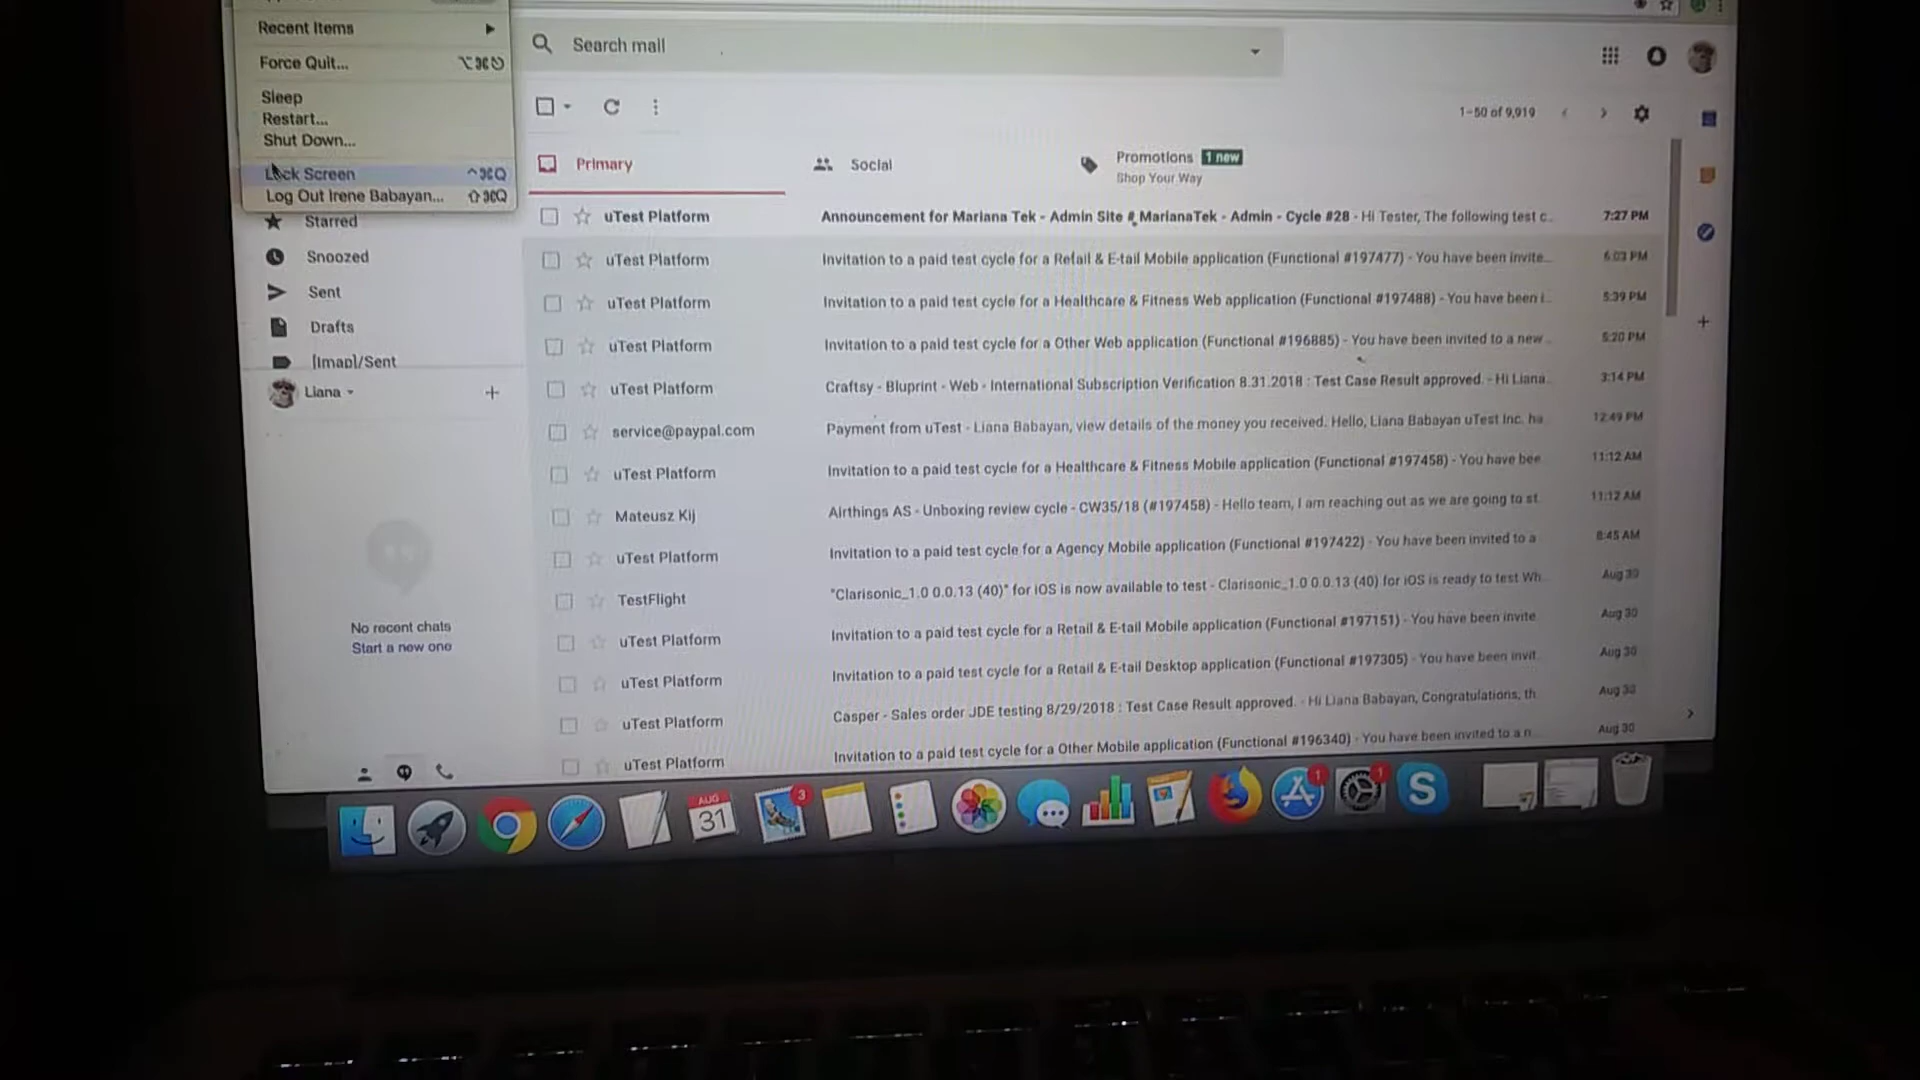 Recent Items
Force Quit... ⌥⌘⎋
Sleep
Restart...
Shut Down...
Lock Screen ^⌘Q
Log Out Irene Babayan... ⇧⌘Q
Search mail
1–50 of 9,919
Primary
Social
Promotions 1 new
Shop Your Way
Starred
Snoozed
Sent
Drafts
[Imap]/Sent
Liana
No recent chats
Start a new one
uTest Platform Announcement for Mariana Tek - Admin Site # MarianaTek - Admin - Cycle #28 - Hi Tester, The following test c... 7:27 PM
uTest Platform Invitation to a paid test cycle for a Retail & E-tail Mobile application (Functional #197477) - You have been invite... 6:03 PM
uTest Platform Invitation to a paid test cycle for a Healthcare & Fitness Web application (Functional #197488) - You have been i... 5:39 PM
uTest Platform Invitation to a paid test cycle for a Other Web application (Functional #196885) - You have been invited to a new... 5:20 PM
uTest Platform Craftsy - Bluprint - Web - International Subscription Verification 8.31.2018 : Test Case Result approved. - Hi Liana... 3:14 PM
service@paypal.com Payment from uTest - Liana Babayan, view details of the money you received. Hello, Liana Babayan uTest Inc. ha 12:49 PM
uTest Platform Invitation to a paid test cycle for a Healthcare & Fitness Mobile application (Functional #197458) - You have bee 11:12 AM
Mateusz Kij Airthings AS - Unboxing review cycle - CW35/18 (#197458) - Hello team, I am reaching out as we are going to st 11:12 AM
uTest Platform Invitation to a paid test cycle for a Agency Mobile application (Functional #197422) - You have been invited to a 8:45 AM
TestFlight "Clarisonic_1.0 0.0.13 (40)" for iOS is now available to test - Clarisonic_1.0 0.0.13 (40) for iOS is ready to test Wh... Aug 30
uTest Platform Invitation to a paid test cycle for a Retail & E-tail Mobile application (Functional #197151) - You have been invite Aug 30
uTest Platform Invitation to a paid test cycle for a Retail & E-tail Desktop application (Functional #197305) - You have been invit Aug 30
uTest Platform Casper - Sales order JDE testing 8/29/2018 : Test Case Result approved. - Hi Liana Babayan, Congratulations, th Aug 30
uTest Platform Invitation to a paid test cycle for a Other Mobile application (Functional #196340) - You have been invited to a n... Aug 30
AUG
31
3
1
1
S